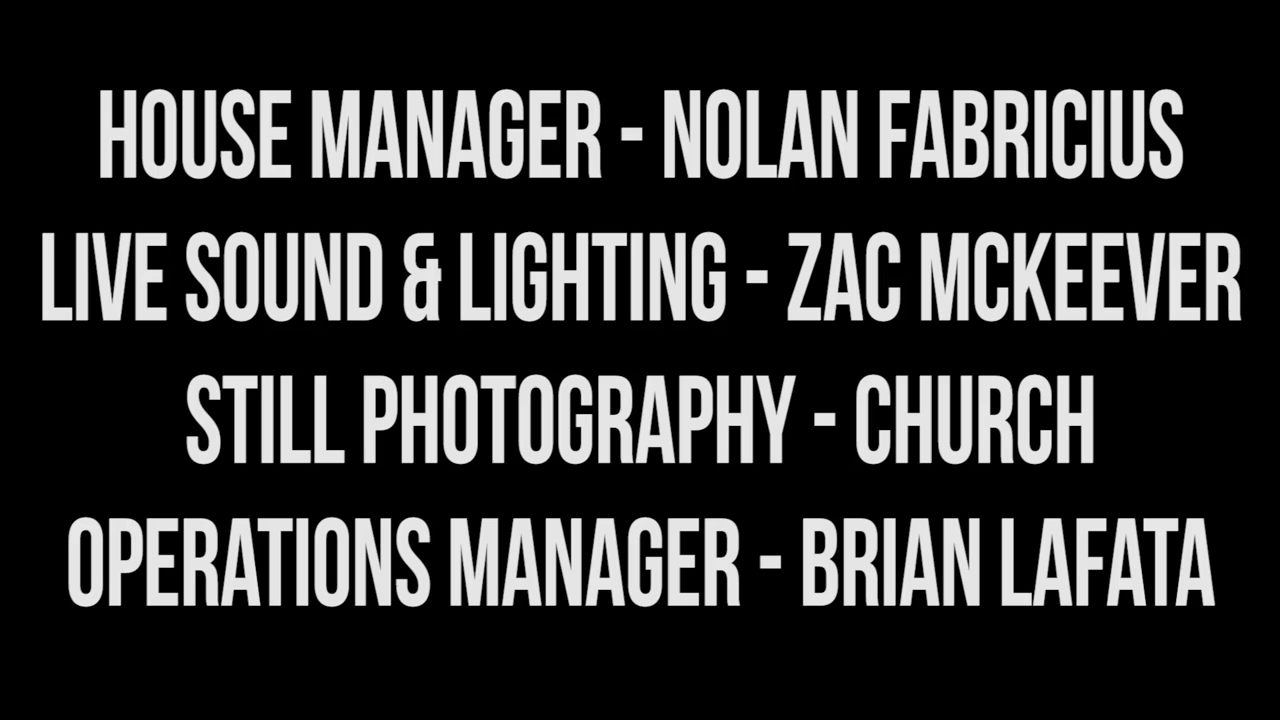 HOUSE MANAGER - NOLAN FABRICIUS
LIVE SOUND & LIGHTING - ZAC MCKEEVER
STILL PHOTOGRAPHY - CHURCH
OPERATIONS MANAGER - BRIAN LAFATA